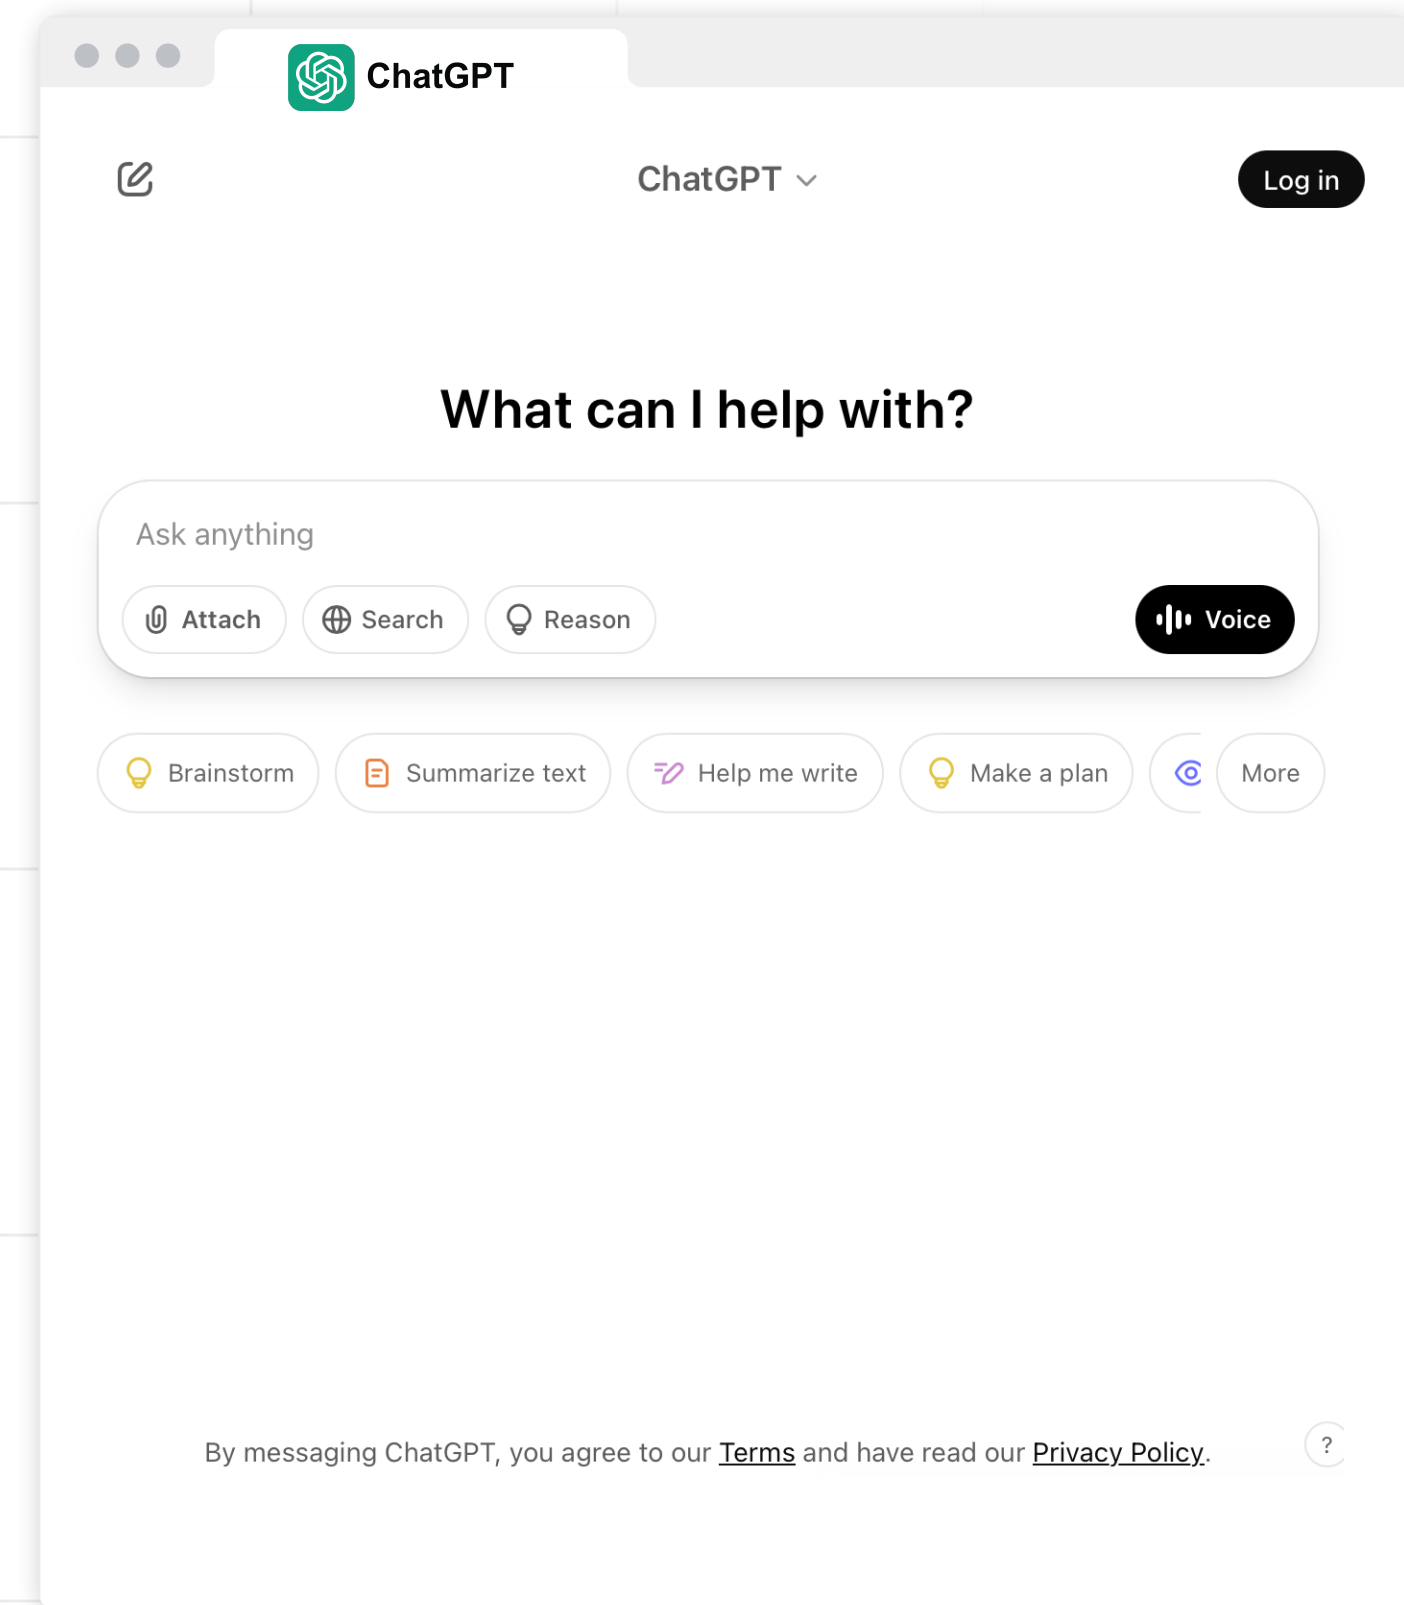 ChatGPT
ChatGPT
Log in
What can I help with?
Ask anything
Attach Search Reason Voice
Brainstorm Summarize text Help me write Make a plan More
By messaging ChatGPT, you agree to our Terms and have read our Privacy Policy.
?